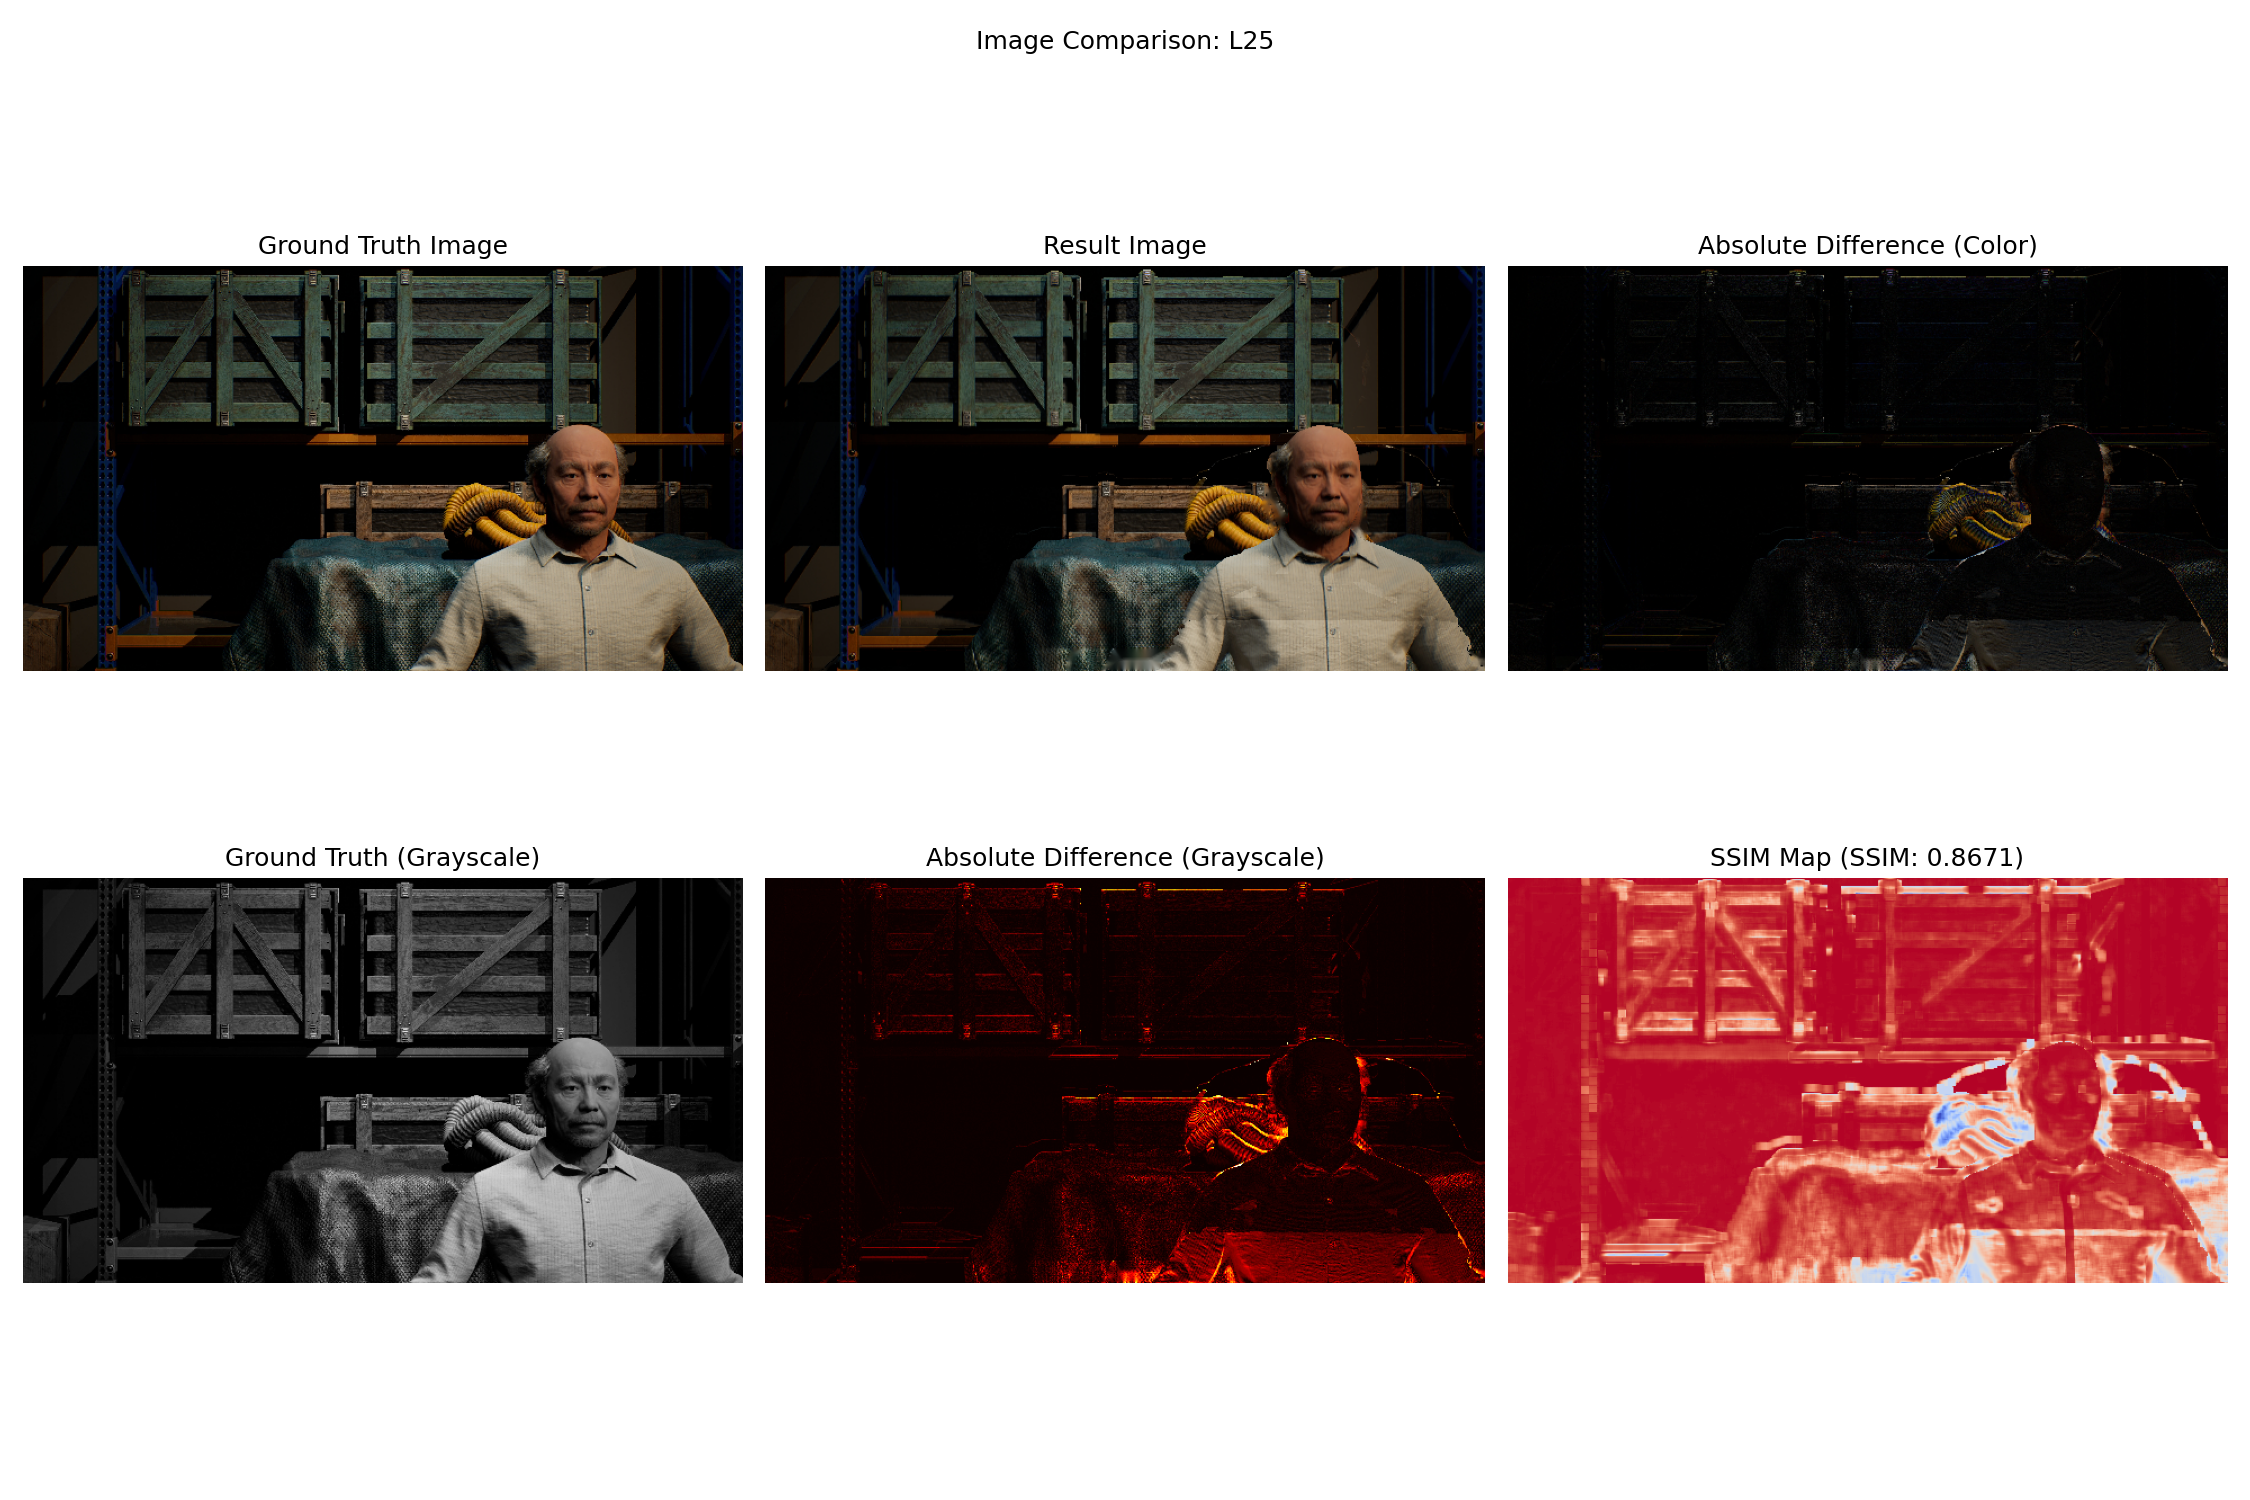 Image Comparison: L25
Ground Truth Image
Result Image
Absolute Difference (Color)
Ground Truth (Grayscale)
Absolute Difference (Grayscale)
SSIM Map (SSIM: 0.8671)